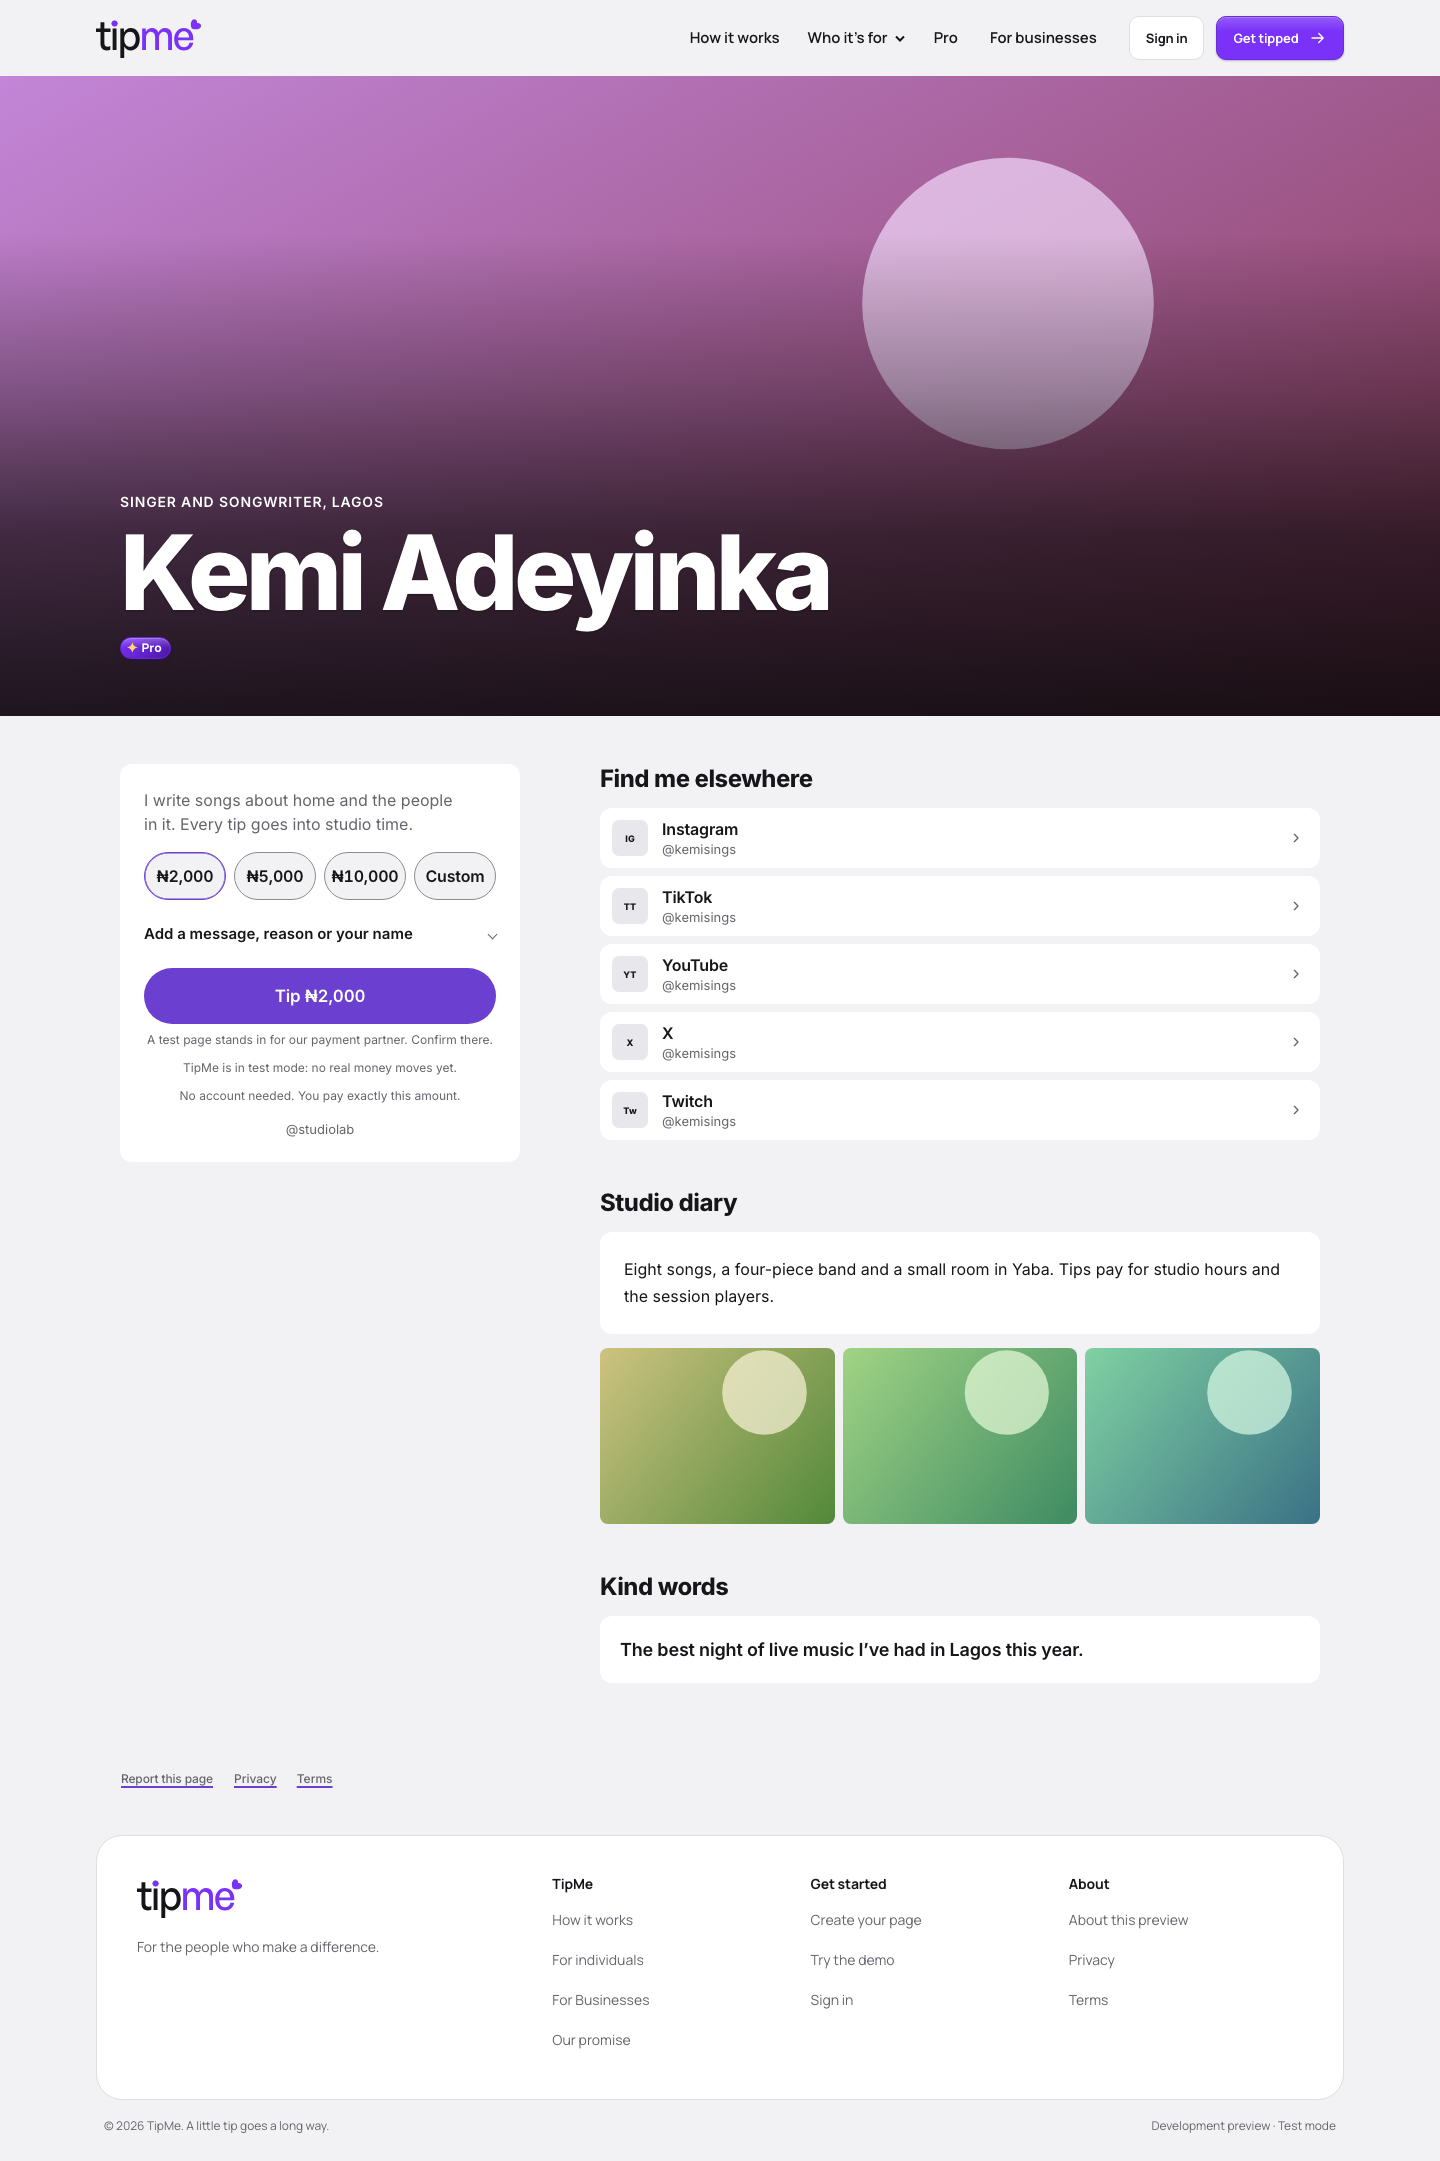 tipme
How it works
Who it's for
Pro
For businesses
Sign in
Get tipped
SINGER AND SONGWRITER, LAGOS
Kemi Adeyinka
Pro
I write songs about home and the people
in it. Every tip goes into studio time.
₦2,000
₦5,000
₦10,000
Custom
Add a message, reason or your name
Tip ₦2,000
A test page stands in for our payment partner. Confirm there.
TipMe is in test mode: no real money moves yet.
No account needed. You pay exactly this amount.
@studiolab
Find me elsewhere
IG
Instagram
@kemisings
TT
TikTok
@kemisings
YT
YouTube
@kemisings
X
X
@kemisings
Tw
Twitch
@kemisings
Studio diary
Eight songs, a four-piece band and a small room in Yaba. Tips pay for studio hours and
the session players.
Kind words
The best night of live music I’ve had in Lagos this year.
Report this page
Privacy
Terms
tipme
For the people who make a difference.
TipMe
How it works
For individuals
For Businesses
Our promise
Get started
Create your page
Try the demo
Sign in
About
About this preview
Privacy
Terms
© 2026 TipMe. A little tip goes a long way.
Development preview · Test mode